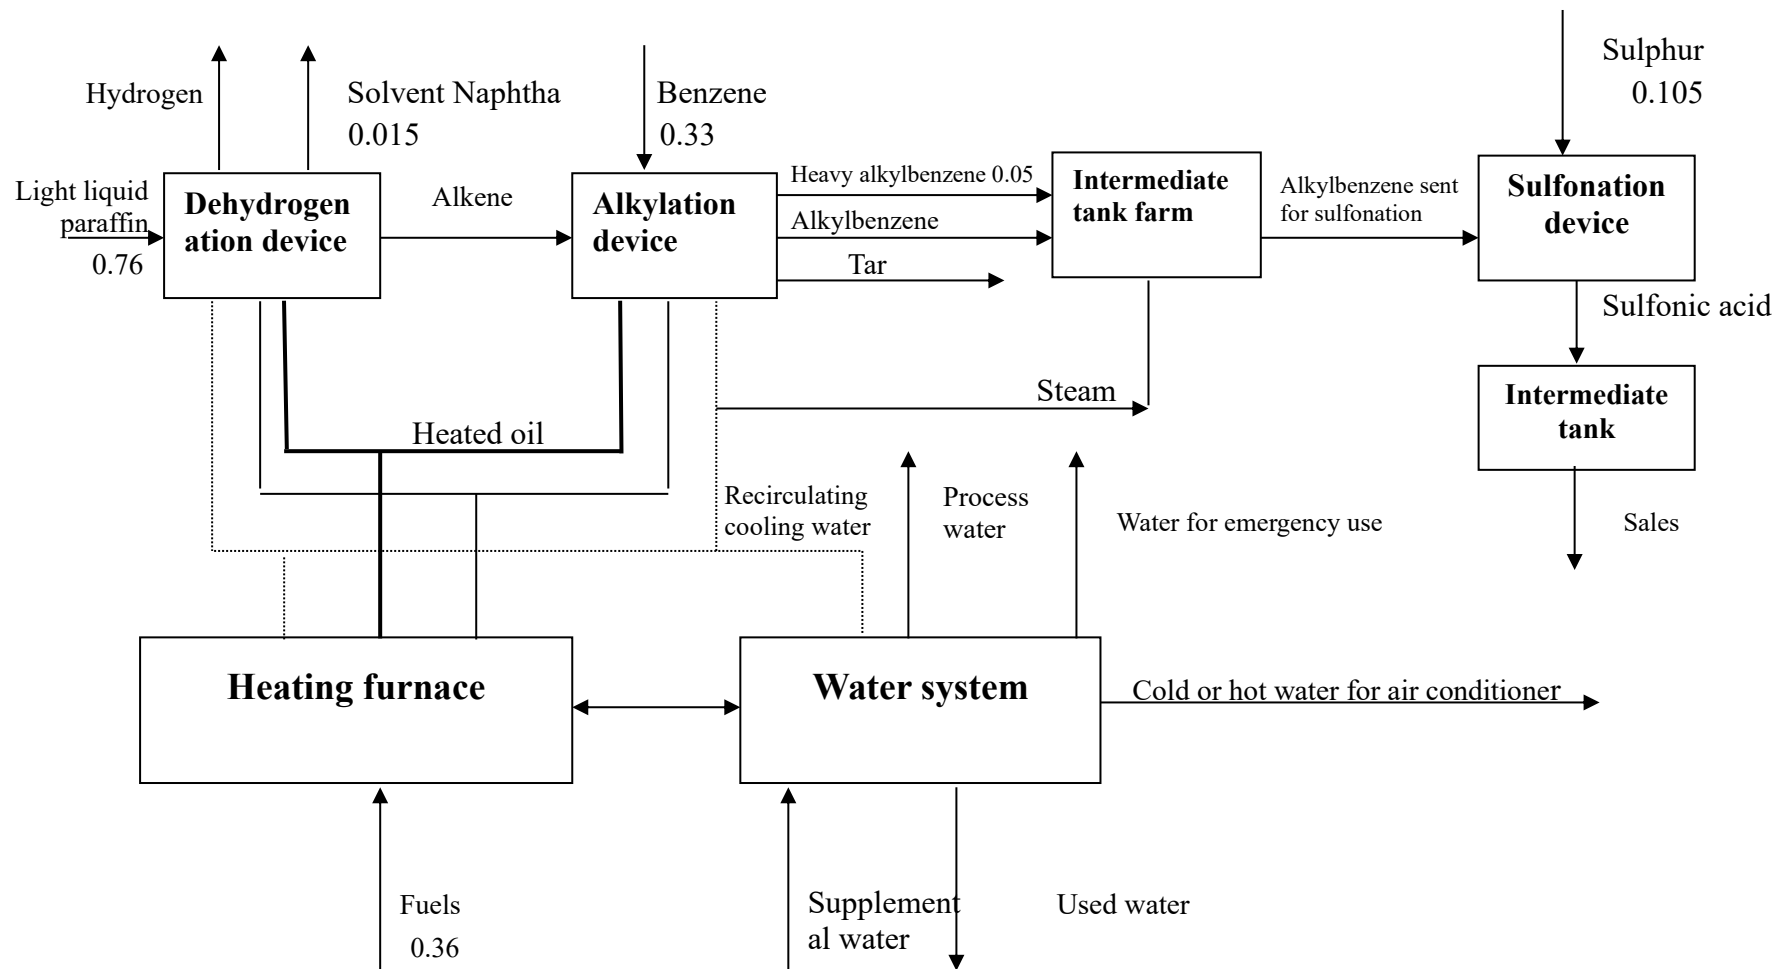 Sulphur
0.105
Hydrogen
Solvent Naphtha
0.015
Benzene
0.33
Light liquid
paraffin
0.76
Dehydrogen
ation device
Alkene
Alkylation
device
Heavy alkylbenzene 0.05
Alkylbenzene
Tar
Intermediate
tank farm
Alkylbenzene sent
for sulfonation
Sulfonation
device
Sulfonic acid
Steam
Intermediate
tank
Heated oil
Recirculating
cooling water
Process
water
Water for emergency use
Sales
Heating furnace
Water system
Cold or hot water for air conditioner
Fuels
0.36
Supplement
al water
Used water